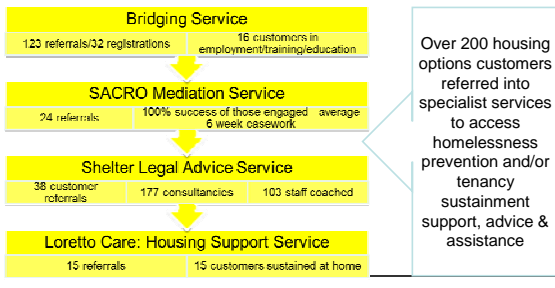 Bridging Service
123 referrals/32 registrations
16 customers in
employment/training/education
SACRO Mediation Service
24 referrals
100% success of those engaged average
6 week casework
Shelter Legal Advice Service
38 customer
referrals
177 consultancies
103 staff coached
Loretto Care: Housing Support Service
15 referrals
15 customers sustained at home
Over 200 housing
options customers
referred into
specialist services
to access
homelessness
prevention and/or
tenancy
sustainment
support, advice &
assistance